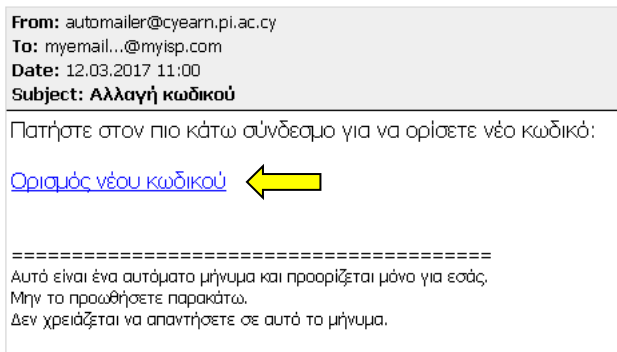 From: automailer@cyearn.pi.ac.cy
To: myemail...@myisp.com
Date: 12.03.2017 11:00
Subject: Αλλαγή κωδικού
Πατήστε στον πιο κάτω σύνδεσμο για να ορίσετε νέο κωδικό:
Ορισμός νέου κωδικού
========================================
Αυτό είναι ένα αυτόματο μήνυμα και προορίζεται μόνο για εσάς.
Μην το προωθήσετε παρακάτω.
Δεν χρειάζεται να απαντήσετε σε αυτό το μήνυμα.